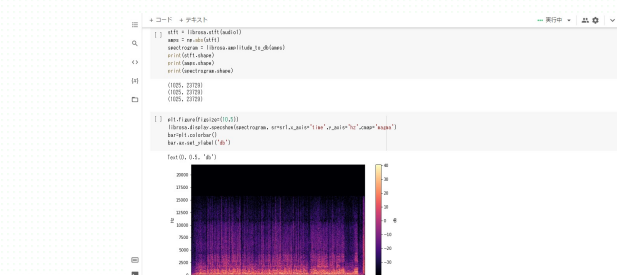 + コード + テキスト
実行中
[ ] stft = librosa.stft(audio1)
amps = np.abs(stft)
spectrogram = librosa.amplitude_to_db(amps)
print(stft.shape)
print(amps.shape)
print(spectrogram.shape)
(1025, 23729)
(1025, 23729)
(1025, 23729)
[ ] plt.figure(figsize=(10,5))
librosa.display.specshow(spectrogram, sr=sr1,x_axis='time',y_axis='hz',cmap='magma')
bar=plt.colorbar()
bar.ax.set_ylabel('db')
Text(0, 0.5, 'db')
{x}
20000
17500
15000
12500
10000
7500
5000
2500
0
Hz
40
30
20
10
0
−10
−20
−30
db